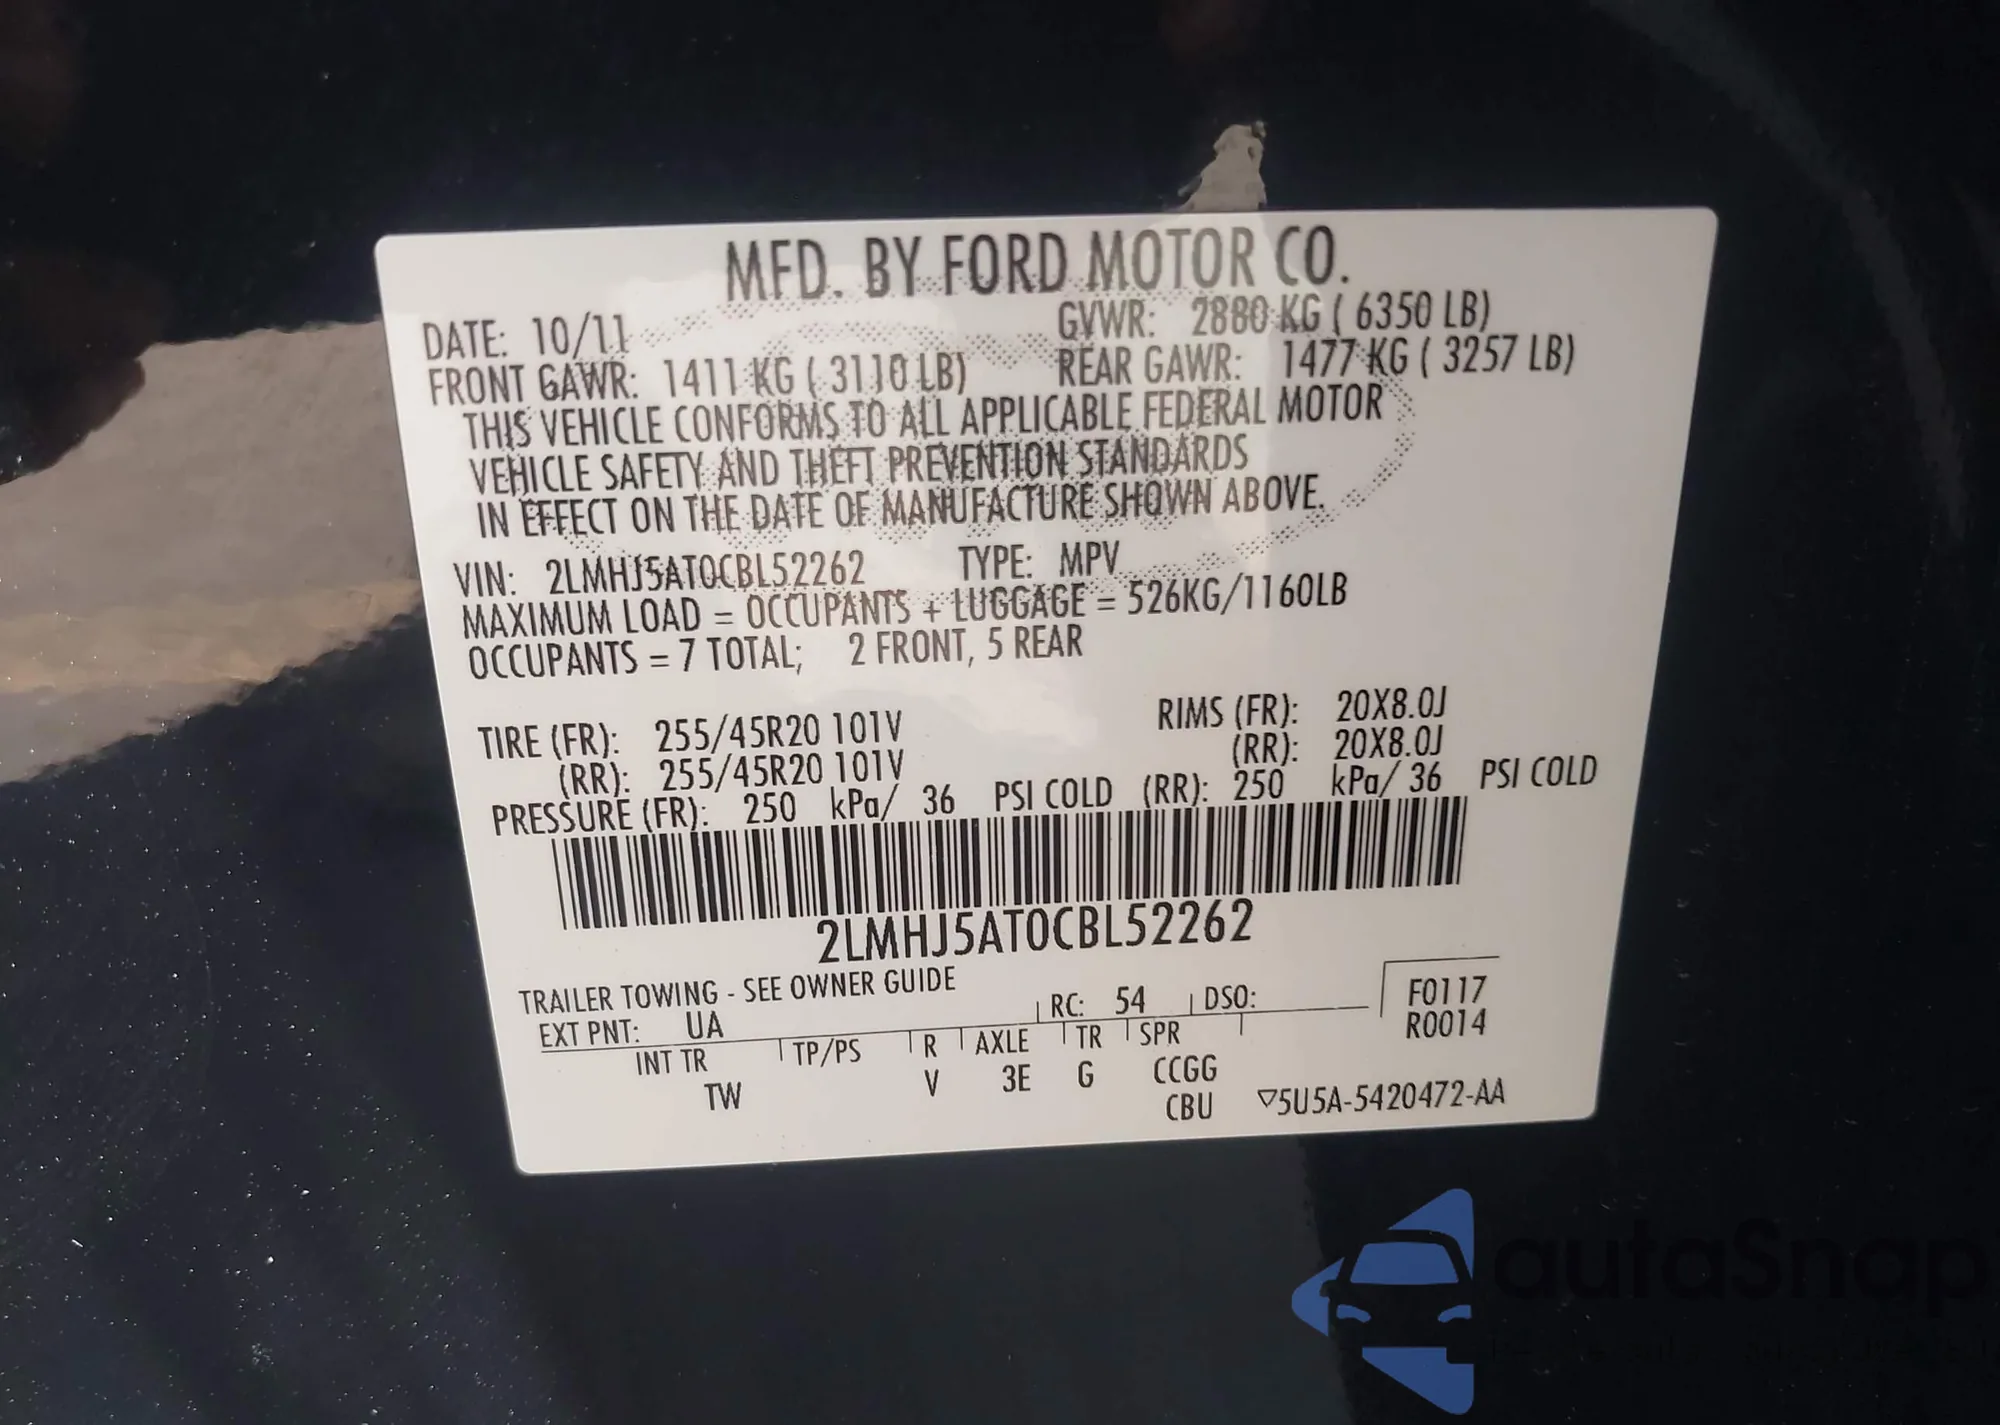 MFD. BY FORD MOTOR CO.
DATE: 10/11 GVWR: 2880 KG ( 6350 LB)
FRONT GAWR: 1411 KG ( 3110 LB) REAR GAWR: 1477 KG ( 3257 LB)
THIS VEHICLE CONFORMS TO ALL APPLICABLE FEDERAL MOTOR
VEHICLE SAFETY AND THEFT PREVENTION STANDARDS
IN EFFECT ON THE DATE OF MANUFACTURE SHOWN ABOVE.
VIN: 2LMHJ5AT0CBL52262 TYPE: MPV
MAXIMUM LOAD = OCCUPANTS + LUGGAGE = 526KG/1160LB
OCCUPANTS = 7 TOTAL; 2 FRONT, 5 REAR
TIRE (FR): 255/45R20 101V RIMS (FR): 20X8.0J
(RR): 255/45R20 101V (RR): 20X8.0J
PRESSURE (FR): 250 kPa/ 36 PSI COLD (RR): 250 kPa/ 36 PSI COLD
2LMHJ5AT0CBL52262
TRAILER TOWING - SEE OWNER GUIDE
EXT PNT: UA RC: 54 DSO: F0117
R0014
INT TR TP/PS R AXLE TR SPR
TW V 3E G CCGG
CBU ▽5U5A-5420472-AA
autaSnap